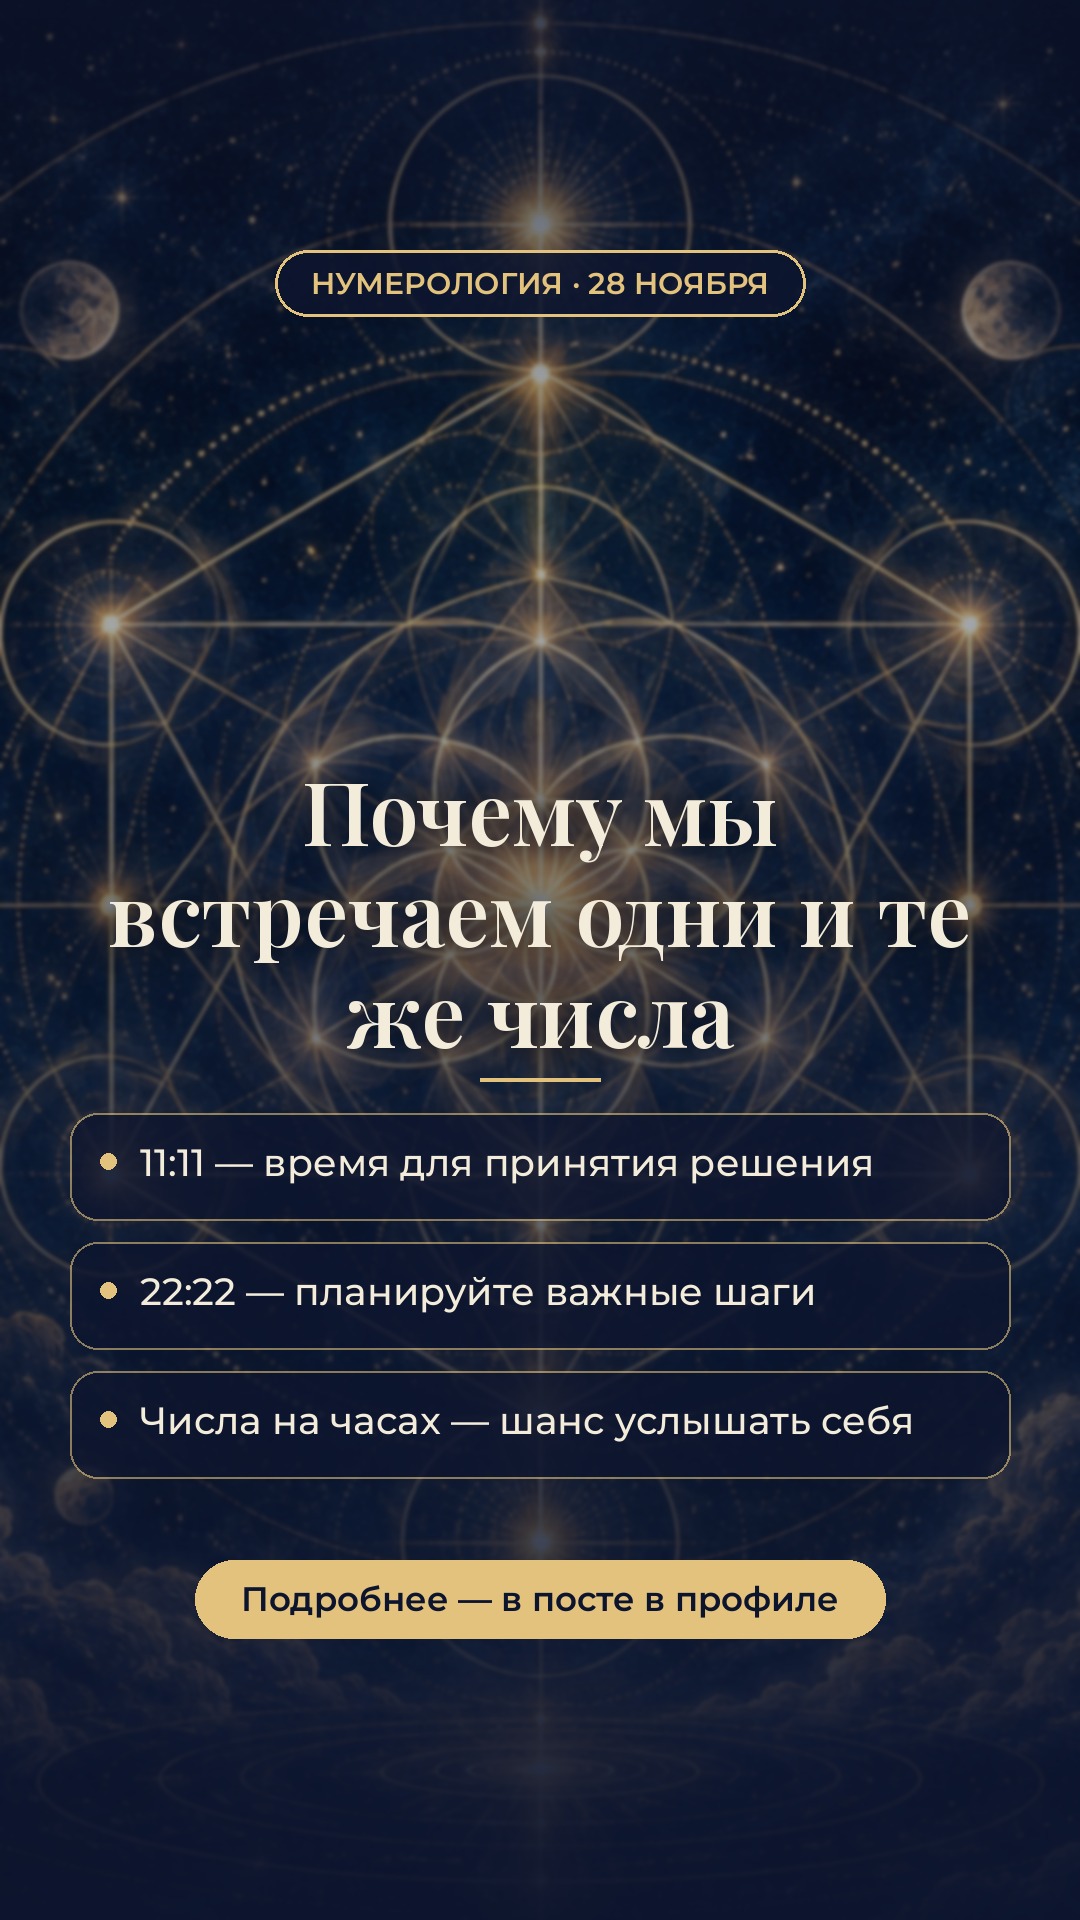 НУМЕРОЛОГИЯ · 28 НОЯБРЯ
Почему мы
встречаем одни и те
же числа
11:11 — время для принятия решения
22:22 — планируйте важные шаги
Числа на часах — шанс услышать себя
Подробнее — в посте в профиле